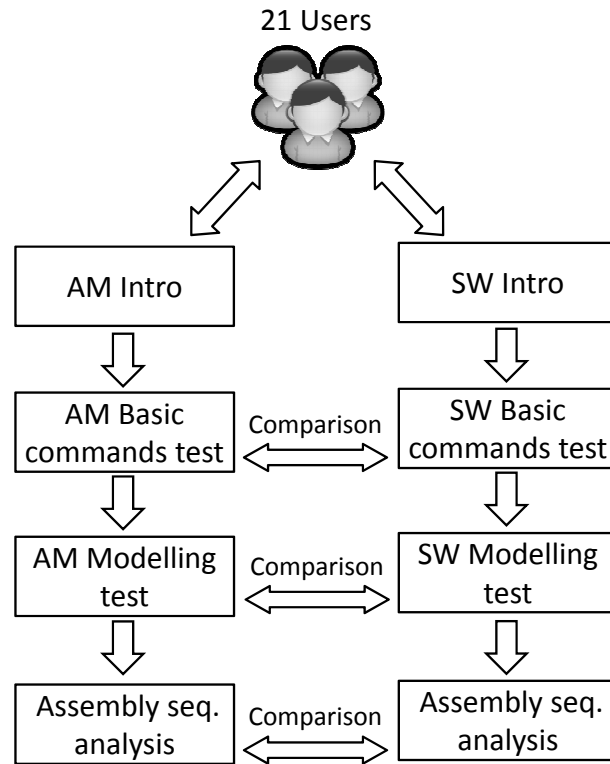 21 Users
AM Intro
SW Intro
AM Basic
commands test
Comparison
SW Basic
commands test
AM Modelling
test
Comparison
SW Modelling
test
Assembly seq.
analysis
Comparison
Assembly seq.
analysis